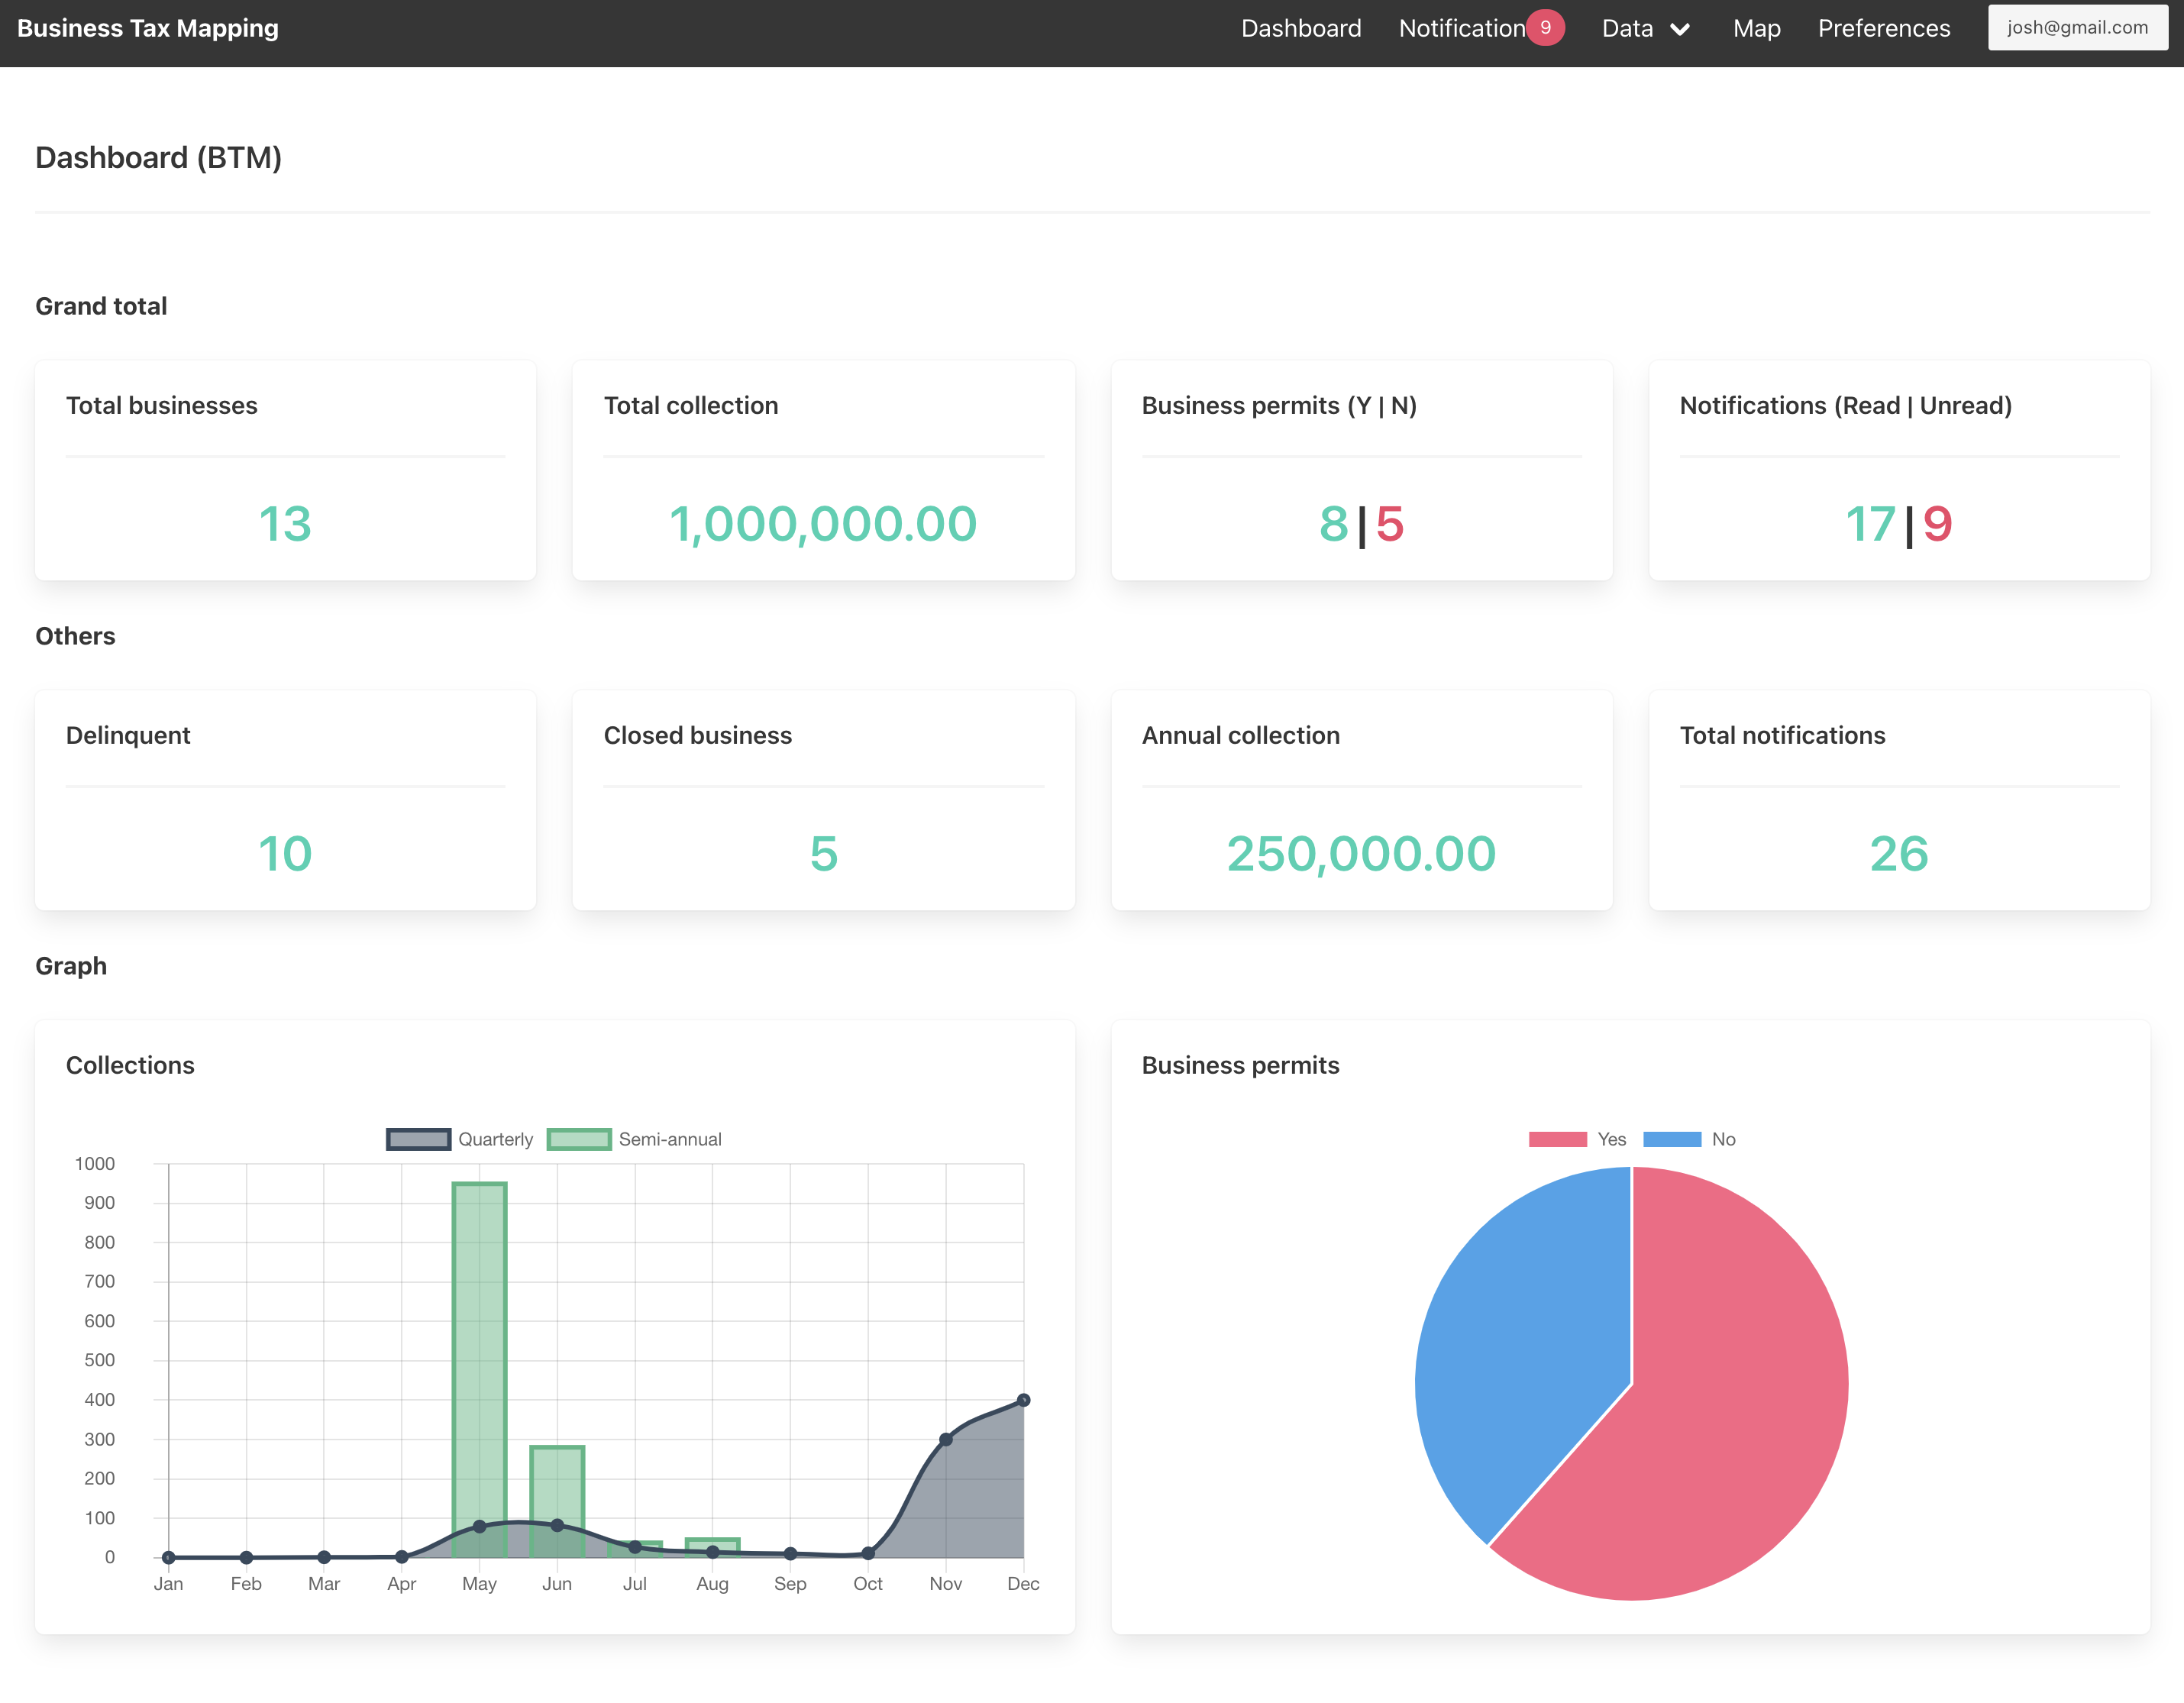 Business Tax Mapping
Dashboard Notification 9 Data Map Preferences josh@gmail.com
Dashboard (BTM)
Grand total
Total businesses
13
Total collection
1,000,000.00
Business permits (Y | N)
8|5
Notifications (Read | Unread)
17|9
Others
Delinquent
10
Closed business
5
Annual collection
250,000.00
Total notifications
26
Graph
Collections
Quarterly Semi-annual
1000
900
800
700
600
500
400
300
200
100
0
Jan Feb Mar Apr May Jun Jul Aug Sep Oct Nov Dec
Business permits
Yes No